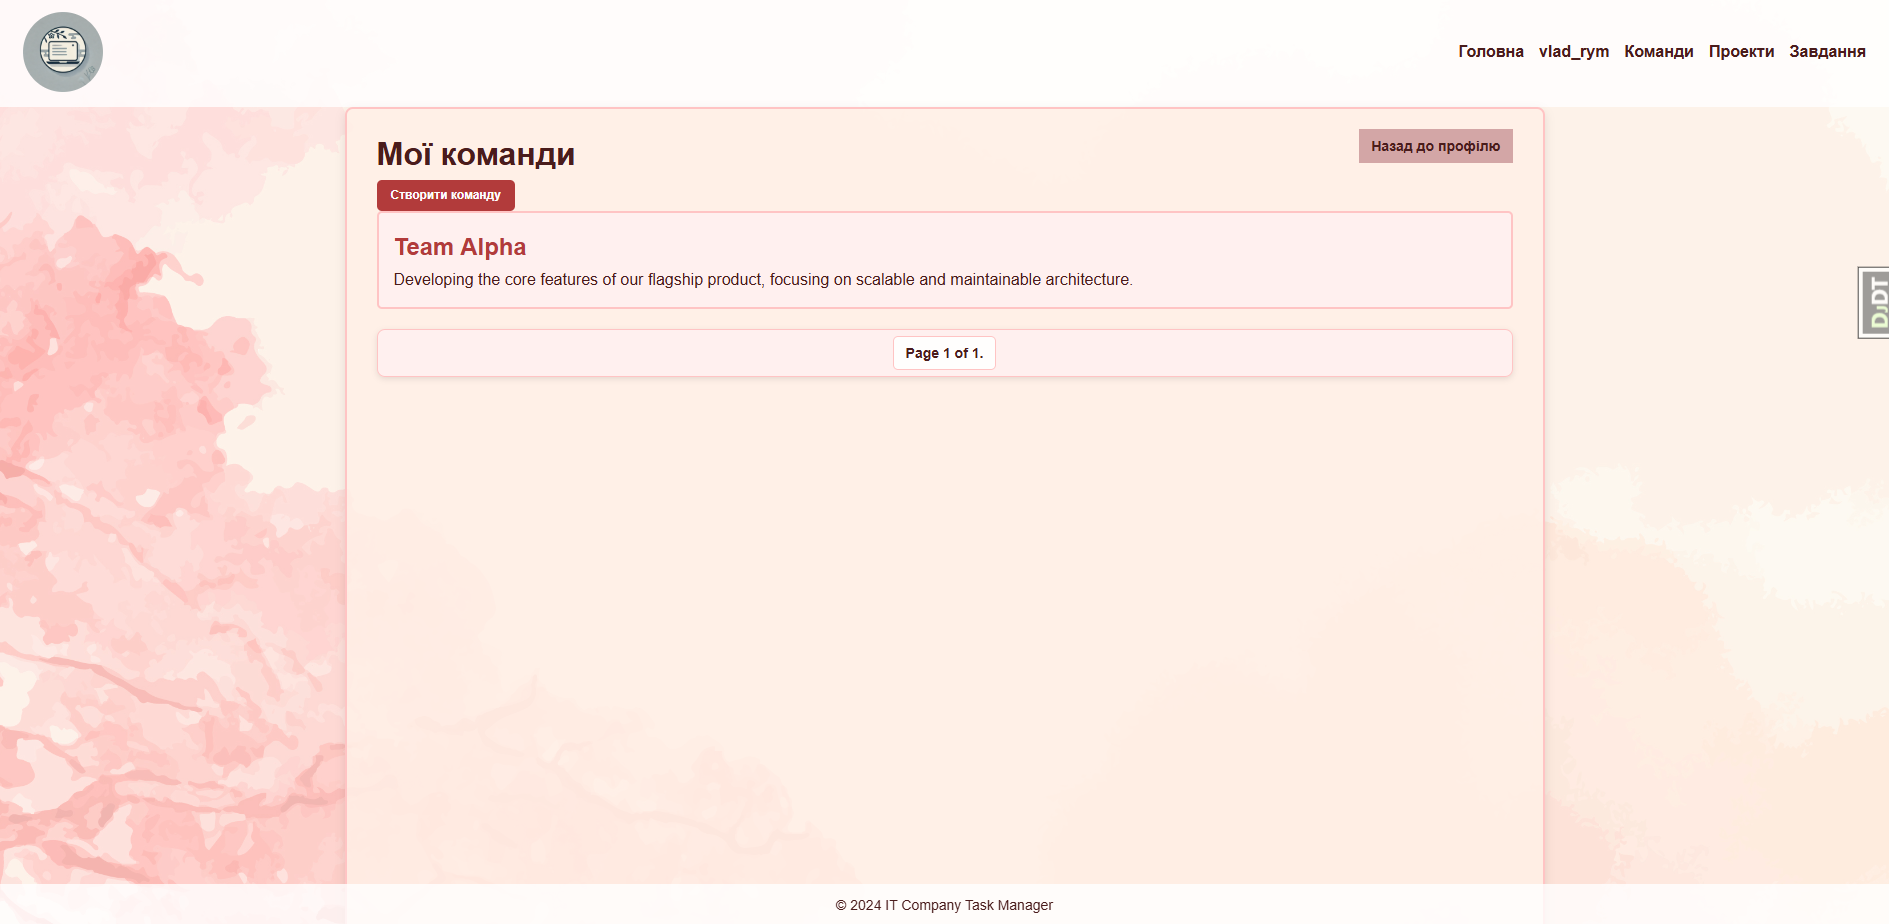 Головна vlad_rym Команди Проекти Завдання
Мої команди
Назад до профілю
Створити команду
Team Alpha
Developing the core features of our flagship product, focusing on scalable and maintainable architecture.
Page 1 of 1.
DJDT
© 2024 IT Company Task Manager